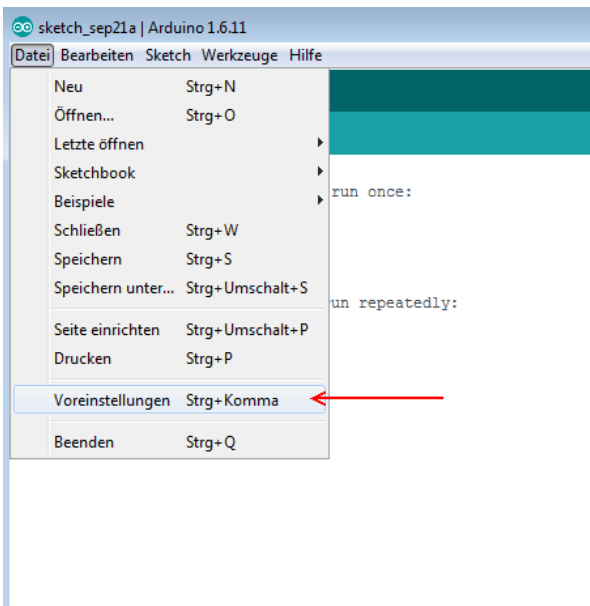 sketch_sep21a | Arduino 1.6.11
Datei Bearbeiten Sketch Werkzeuge Hilfe
Neu Strg+N
Öffnen... Strg+O
Letzte öffnen
Sketchbook
run once:
Beispiele
Schließen Strg+W
Speichern Strg+S
Speichern unter... Strg+Umschalt+S
run repeatedly:
Seite einrichten Strg+Umschalt+P
Drucken Strg+P
Voreinstellungen Strg+Komma
Beenden Strg+Q